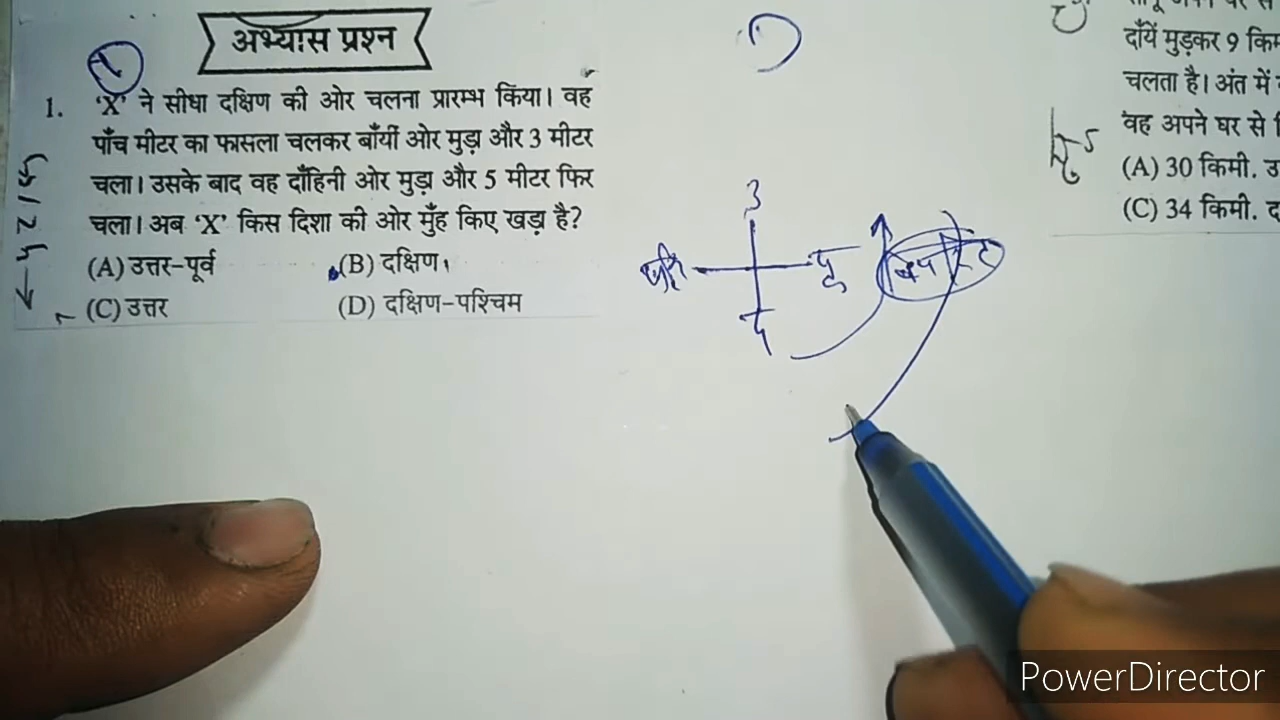 अभ्यास प्रश्न
1. 'X' ने सीधा दक्षिण की ओर चलना प्रारम्भ किया। वह
पाँच मीटर का फासला चलकर बाँयीं ओर मुड़ा और 3 मीटर
चला। उसके बाद वह दाँहिनी ओर मुड़ा और 5 मीटर फिर
चला। अब 'X' किस दिशा की ओर मुँह किए खड़ा है?
(A) उत्तर-पूर्व (B) दक्षिण
(C) उत्तर (D) दक्षिण-पश्चिम
दाँयें मुड़कर 9 किम
चलता है। अंत में
वह अपने घर से
(A) 30 किमी. उ
(C) 34 किमी. द
उ
पू
द
PowerDirector